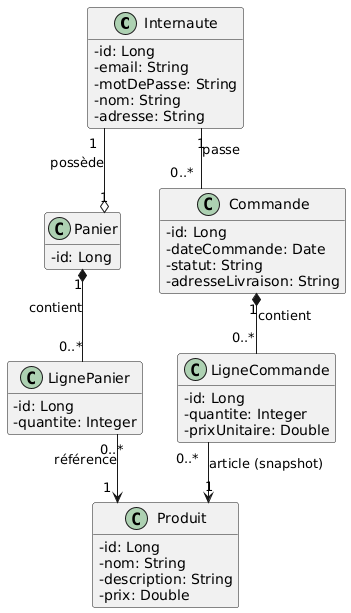 C Internaute
-id: Long
-email: String
-motDePasse: String
-nom: String
-adresse: String
1
possède
1
1
passe
0..*
C Panier
-id: Long
C Commande
-id: Long
-dateCommande: Date
-statut: String
-adresseLivraison: String
1
contient
0..*
1
contient
0..*
C LignePanier
-id: Long
-quantite: Integer
C LigneCommande
-id: Long
-quantite: Integer
-prixUnitaire: Double
0..*
référence
1
0..*
article (snapshot)
1
C Produit
-id: Long
-nom: String
-description: String
-prix: Double